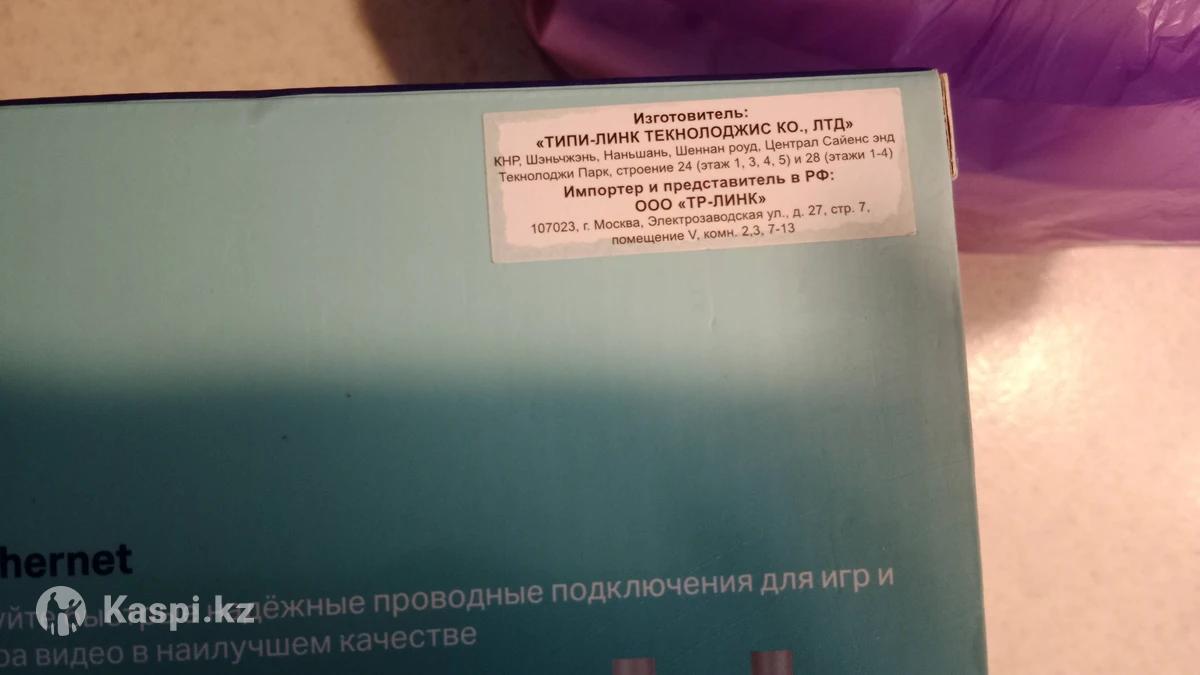 Изготовитель:
«ТИПИ-ЛИНК ТЕКНОЛОДЖИС КО., ЛТД»
КНР, Шэньчжэнь, Наньшань, Шеннан роуд, Централ Сайенс энд
Текнолоджи Парк, строение 24 (этаж 1, 3, 4, 5) и 28 (этажи 1-4)
Импортер и представитель в РФ:
ООО «ТР-ЛИНК»
107023, г. Москва, Электрозаводская ул., д. 27, стр. 7,
помещение V, комн. 2,3, 7-13
hernet
проводные подключения для игр и
видео в наилучшем качестве
Kaspi.kz